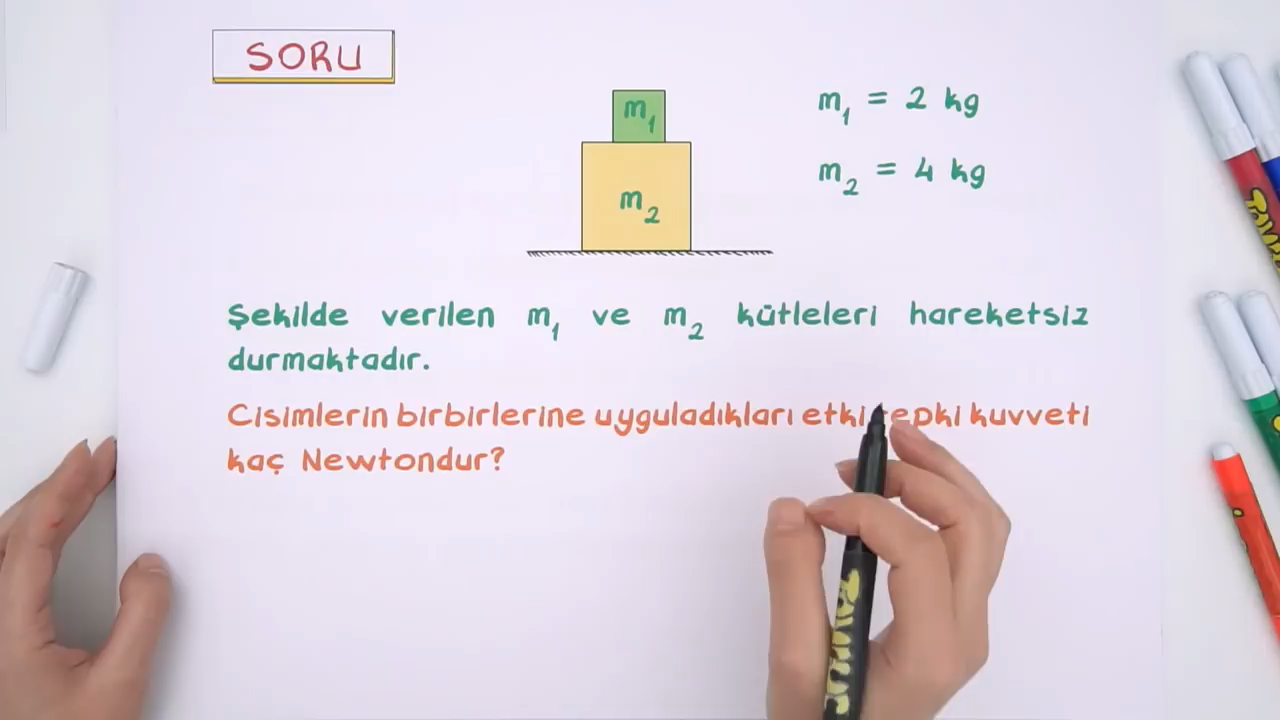 SORU
m₁
m₂
m₁ = 2 kg
m₂ = 4 kg
Şekilde verilen m₁ ve m₂ kütleleri hareketsiz
durmaktadır.
Cisimlerin birbirlerine uyguladıkları etki tepki kuvveti
kaç Newtondur?